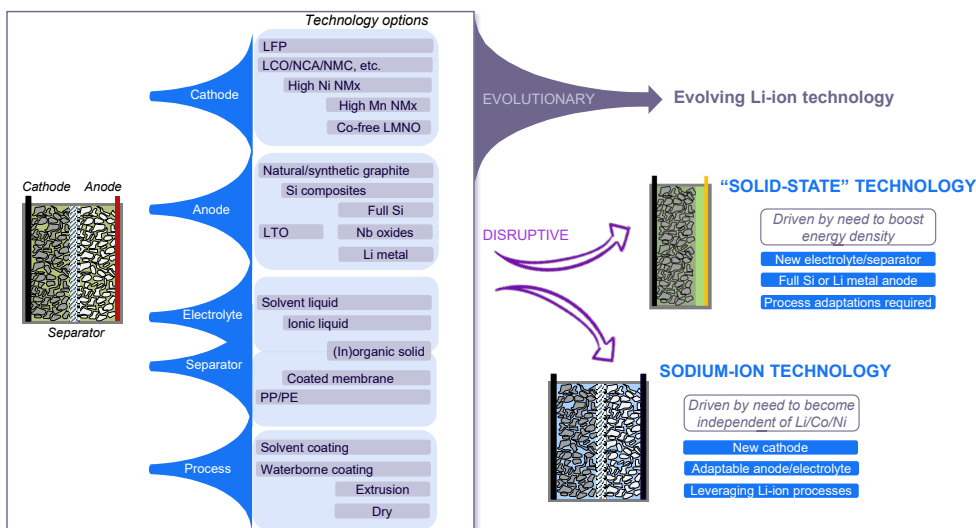 Technology options
Cathode
LFP
LCO/NCA/NMC, etc.
High Ni NMx
High Mn NMx
Co-free LMNO
Anode
Natural/synthetic graphite
Si composites
Full Si
LTO
Nb oxides
Li metal
Cathode
Anode
Separator
Electrolyte
Solvent liquid
Ionic liquid
(In)organic solid
Separator
Coated membrane
PP/PE
Process
Solvent coating
Waterborne coating
Extrusion
Dry
EVOLUTIONARY
Evolving Li-ion technology
DISRUPTIVE
“SOLID-STATE” TECHNOLOGY
Driven by need to boost
energy density
New electrolyte/separator
Full Si or Li metal anode
Process adaptations required
SODIUM-ION TECHNOLOGY
Driven by need to become
independent of Li/Co/Ni
New cathode
Adaptable anode/electrolyte
Leveraging Li-ion processes